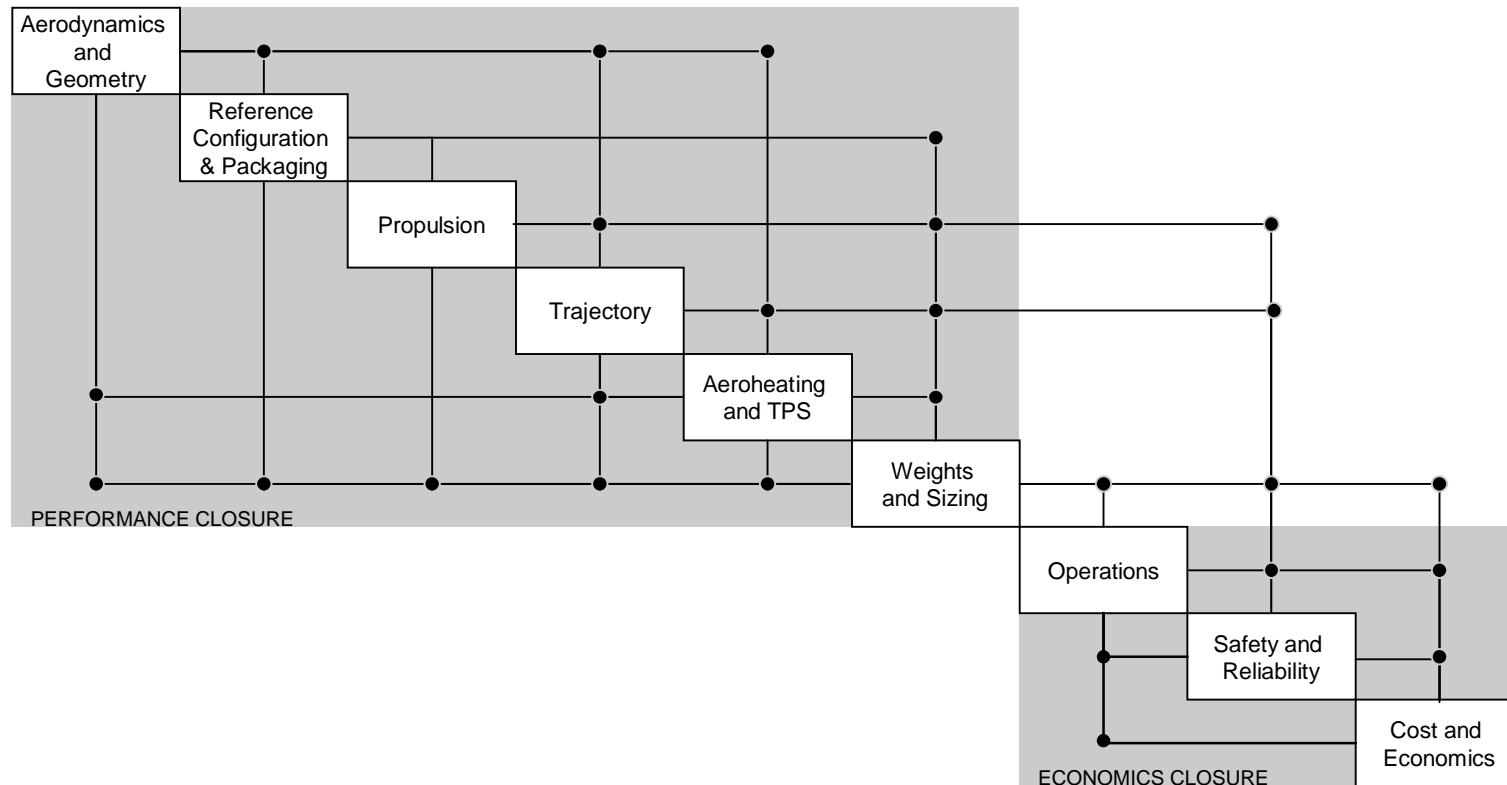 Aerodynamics
and
Geometry
Reference
Configuration
& Packaging
Propulsion
Trajectory
Aeroheating
and TPS
Weights
and Sizing
PERFORMANCE CLOSURE
Operations
Safety and
Reliability
Cost and
Economics
ECONOMICS CLOSURE